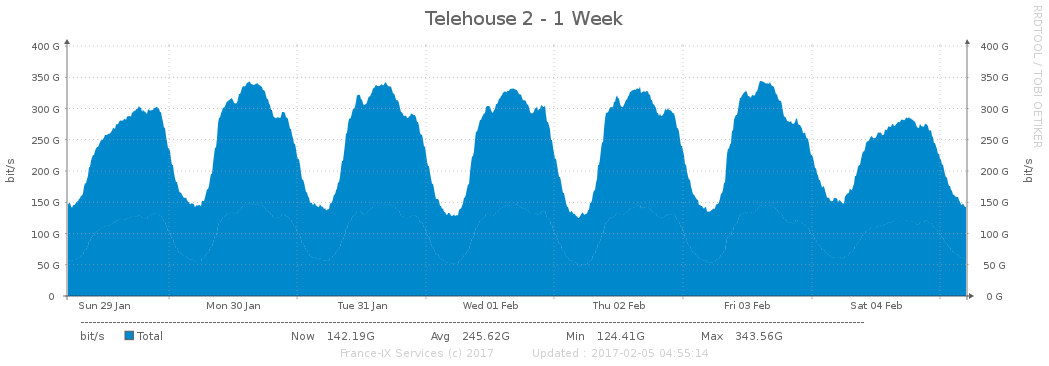 Telehouse 2 - 1 Week
RRDTOOL / TOBI OETIKER
400 G 400 G
350 G 350 G
300 G 300 G
250 G 250 G
200 G 200 G
150 G 150 G
100 G 100 G
50 G 50 G
0 0 G
bit/s bit/s
Sun 29 Jan Mon 30 Jan Tue 31 Jan Wed 01 Feb Thu 02 Feb Fri 03 Feb Sat 04 Feb
bit/s Total Now 142.19G Avg 245.62G Min 124.41G Max 343.56G
France-IX Services (c) 2017 Updated : 2017-02-05 04:55:14